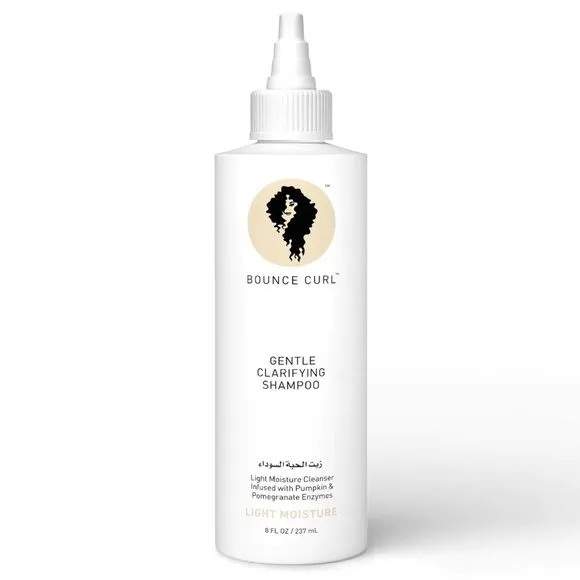 TM
BOUNCE CURL™
GENTLE
CLARIFYING
SHAMPOO
زيت الحبة السوداء
Light Moisture Cleanser
Infused with Pumpkin &
Pomegranate Enzymes
LIGHT MOISTURE
8 FL OZ / 237 mL